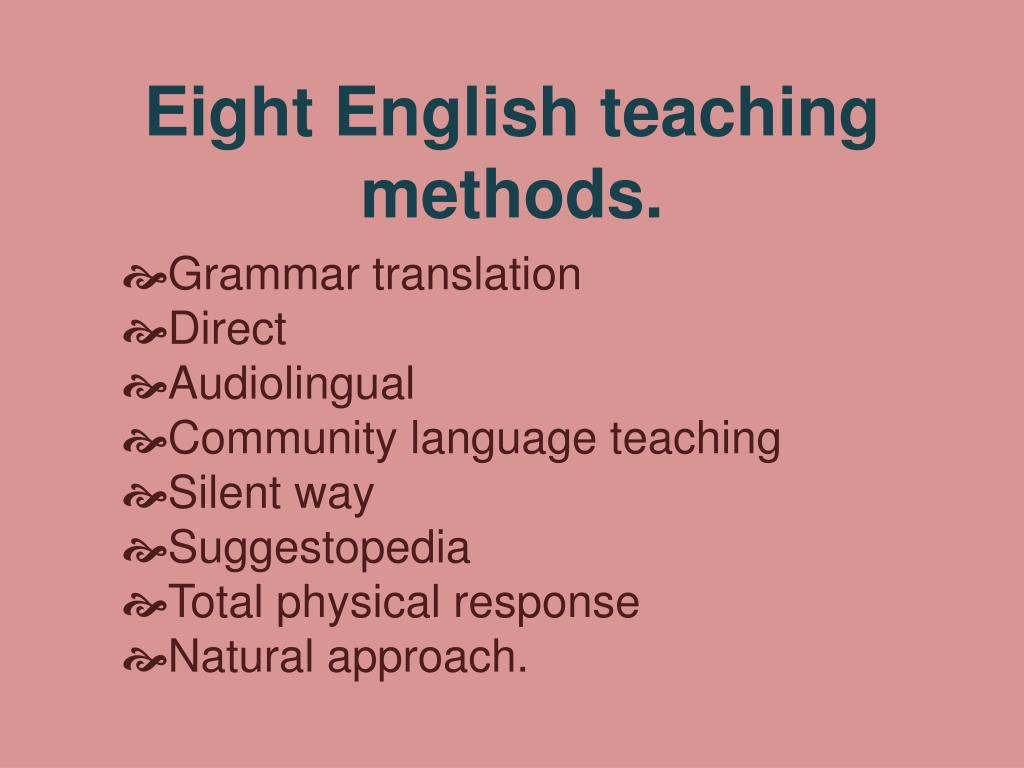 Eight English teaching
methods.
Grammar translation
Direct
Audiolingual
Community language teaching
Silent way
Suggestopedia
Total physical response
Natural approach.